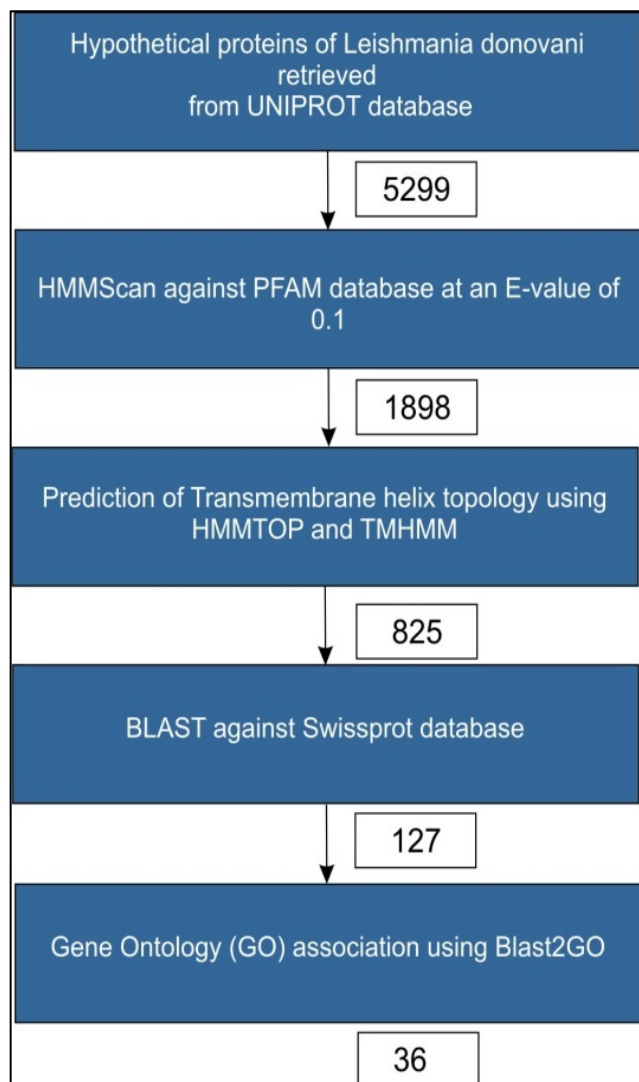 Hypothetical proteins of Leishmania donovani
retrieved
from UNIPROT database
5299
HMMScan against PFAM database at an E-value of
0.1
1898
Prediction of Transmembrane helix topology using
HMMTOP and TMHMM
825
BLAST against Swissprot database
127
Gene Ontology (GO) association using Blast2GO
36